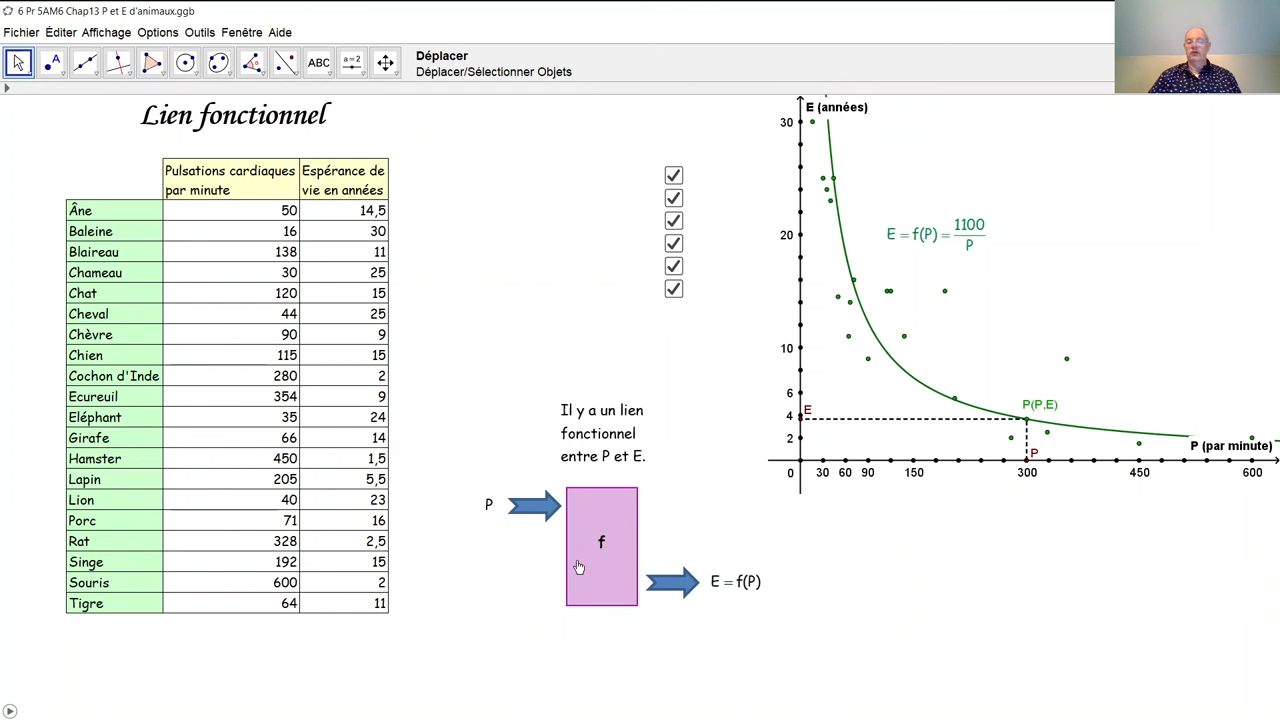 6 Pr 5AM6 Chap13 P et E d'animaux.ggb
Fichier Éditer Affichage Options Outils Fenêtre Aide
A
ABC
a=2
Déplacer
Déplacer/Sélectionner Objets
Lien fonctionnel
Pulsations cardiaques par minute Espérance de vie en années
Âne 50 14,5
Baleine 16 30
Blaireau 138 11
Chameau 30 25
Chat 120 15
Cheval 44 25
Chèvre 90 9
Chien 115 15
Cochon d'Inde 280 2
Ecureuil 354 9
Eléphant 35 24
Girafe 66 14
Hamster 450 1,5
Lapin 205 5,5
Lion 40 23
Porc 71 16
Rat 328 2,5
Singe 192 15
Souris 600 2
Tigre 64 11
Il y a un lien
fonctionnel
entre P et E.
P
f
E = f(P)
E (années)
30
20
10
6
4
2
E
E = f(P) = 1100/P
P(P,E)
P
P (par minute)
0 30 60 90 150 300 450 600